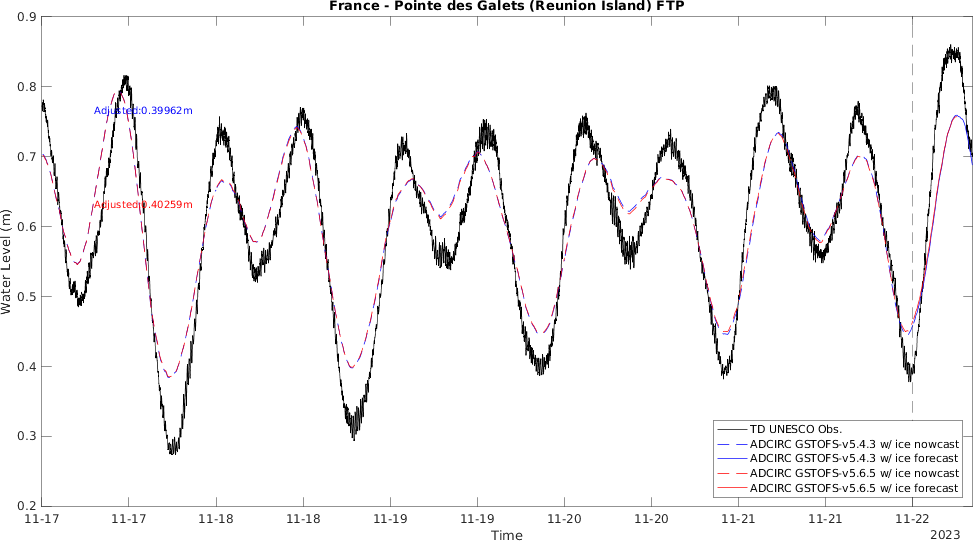 France - Pointe des Galets (Reunion Island) FTP
0.9
0.8
0.7
0.6
0.5
0.4
0.3
0.2
Water Level (m)
Adjusted:0.39962m
Adjusted:0.40259m
TD UNESCO Obs.
ADCIRC GSTOFS-v5.4.3 w/ ice nowcast
ADCIRC GSTOFS-v5.4.3 w/ ice forecast
ADCIRC GSTOFS-v5.6.5 w/ ice nowcast
ADCIRC GSTOFS-v5.6.5 w/ ice forecast
11-17 11-17 11-18 11-18 11-19 11-19 11-20 11-20 11-21 11-21 11-22
Time
2023